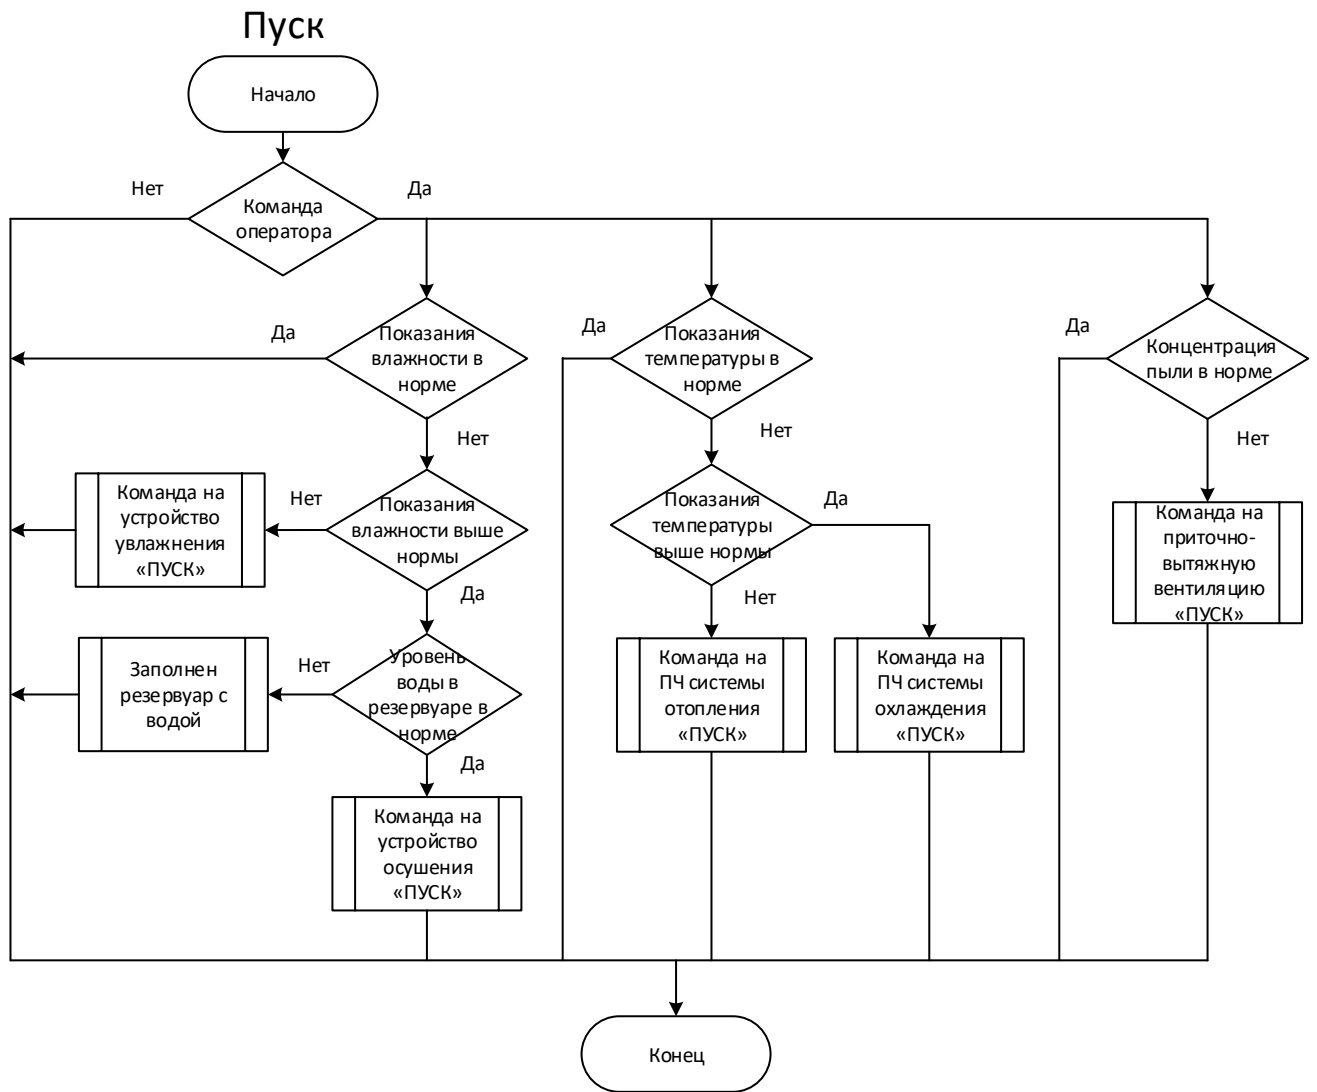 Пуск
Начало
Нет
Да
Команда
оператора
Да
Показания
влажности в
норме
Да
Показания
температуры в
норме
Да
Концентрация
пыли в норме
Нет
Нет
Нет
Команда на
устройство
увлажнения
«ПУСК»
Нет
Показания
влажности выше
нормы
Показания
температуры
выше нормы
Да
Команда на
приточно-
вытяжную
вентиляцию
«ПУСК»
Да
Нет
Заполнен
резервуар с
водой
Нет
Уровень
воды в
резервуаре в
норме
Команда на
ПЧ системы
отопления
«ПУСК»
Команда на
ПЧ системы
охлаждения
«ПУСК»
Да
Команда на
устройство
осушения
«ПУСК»
Конец